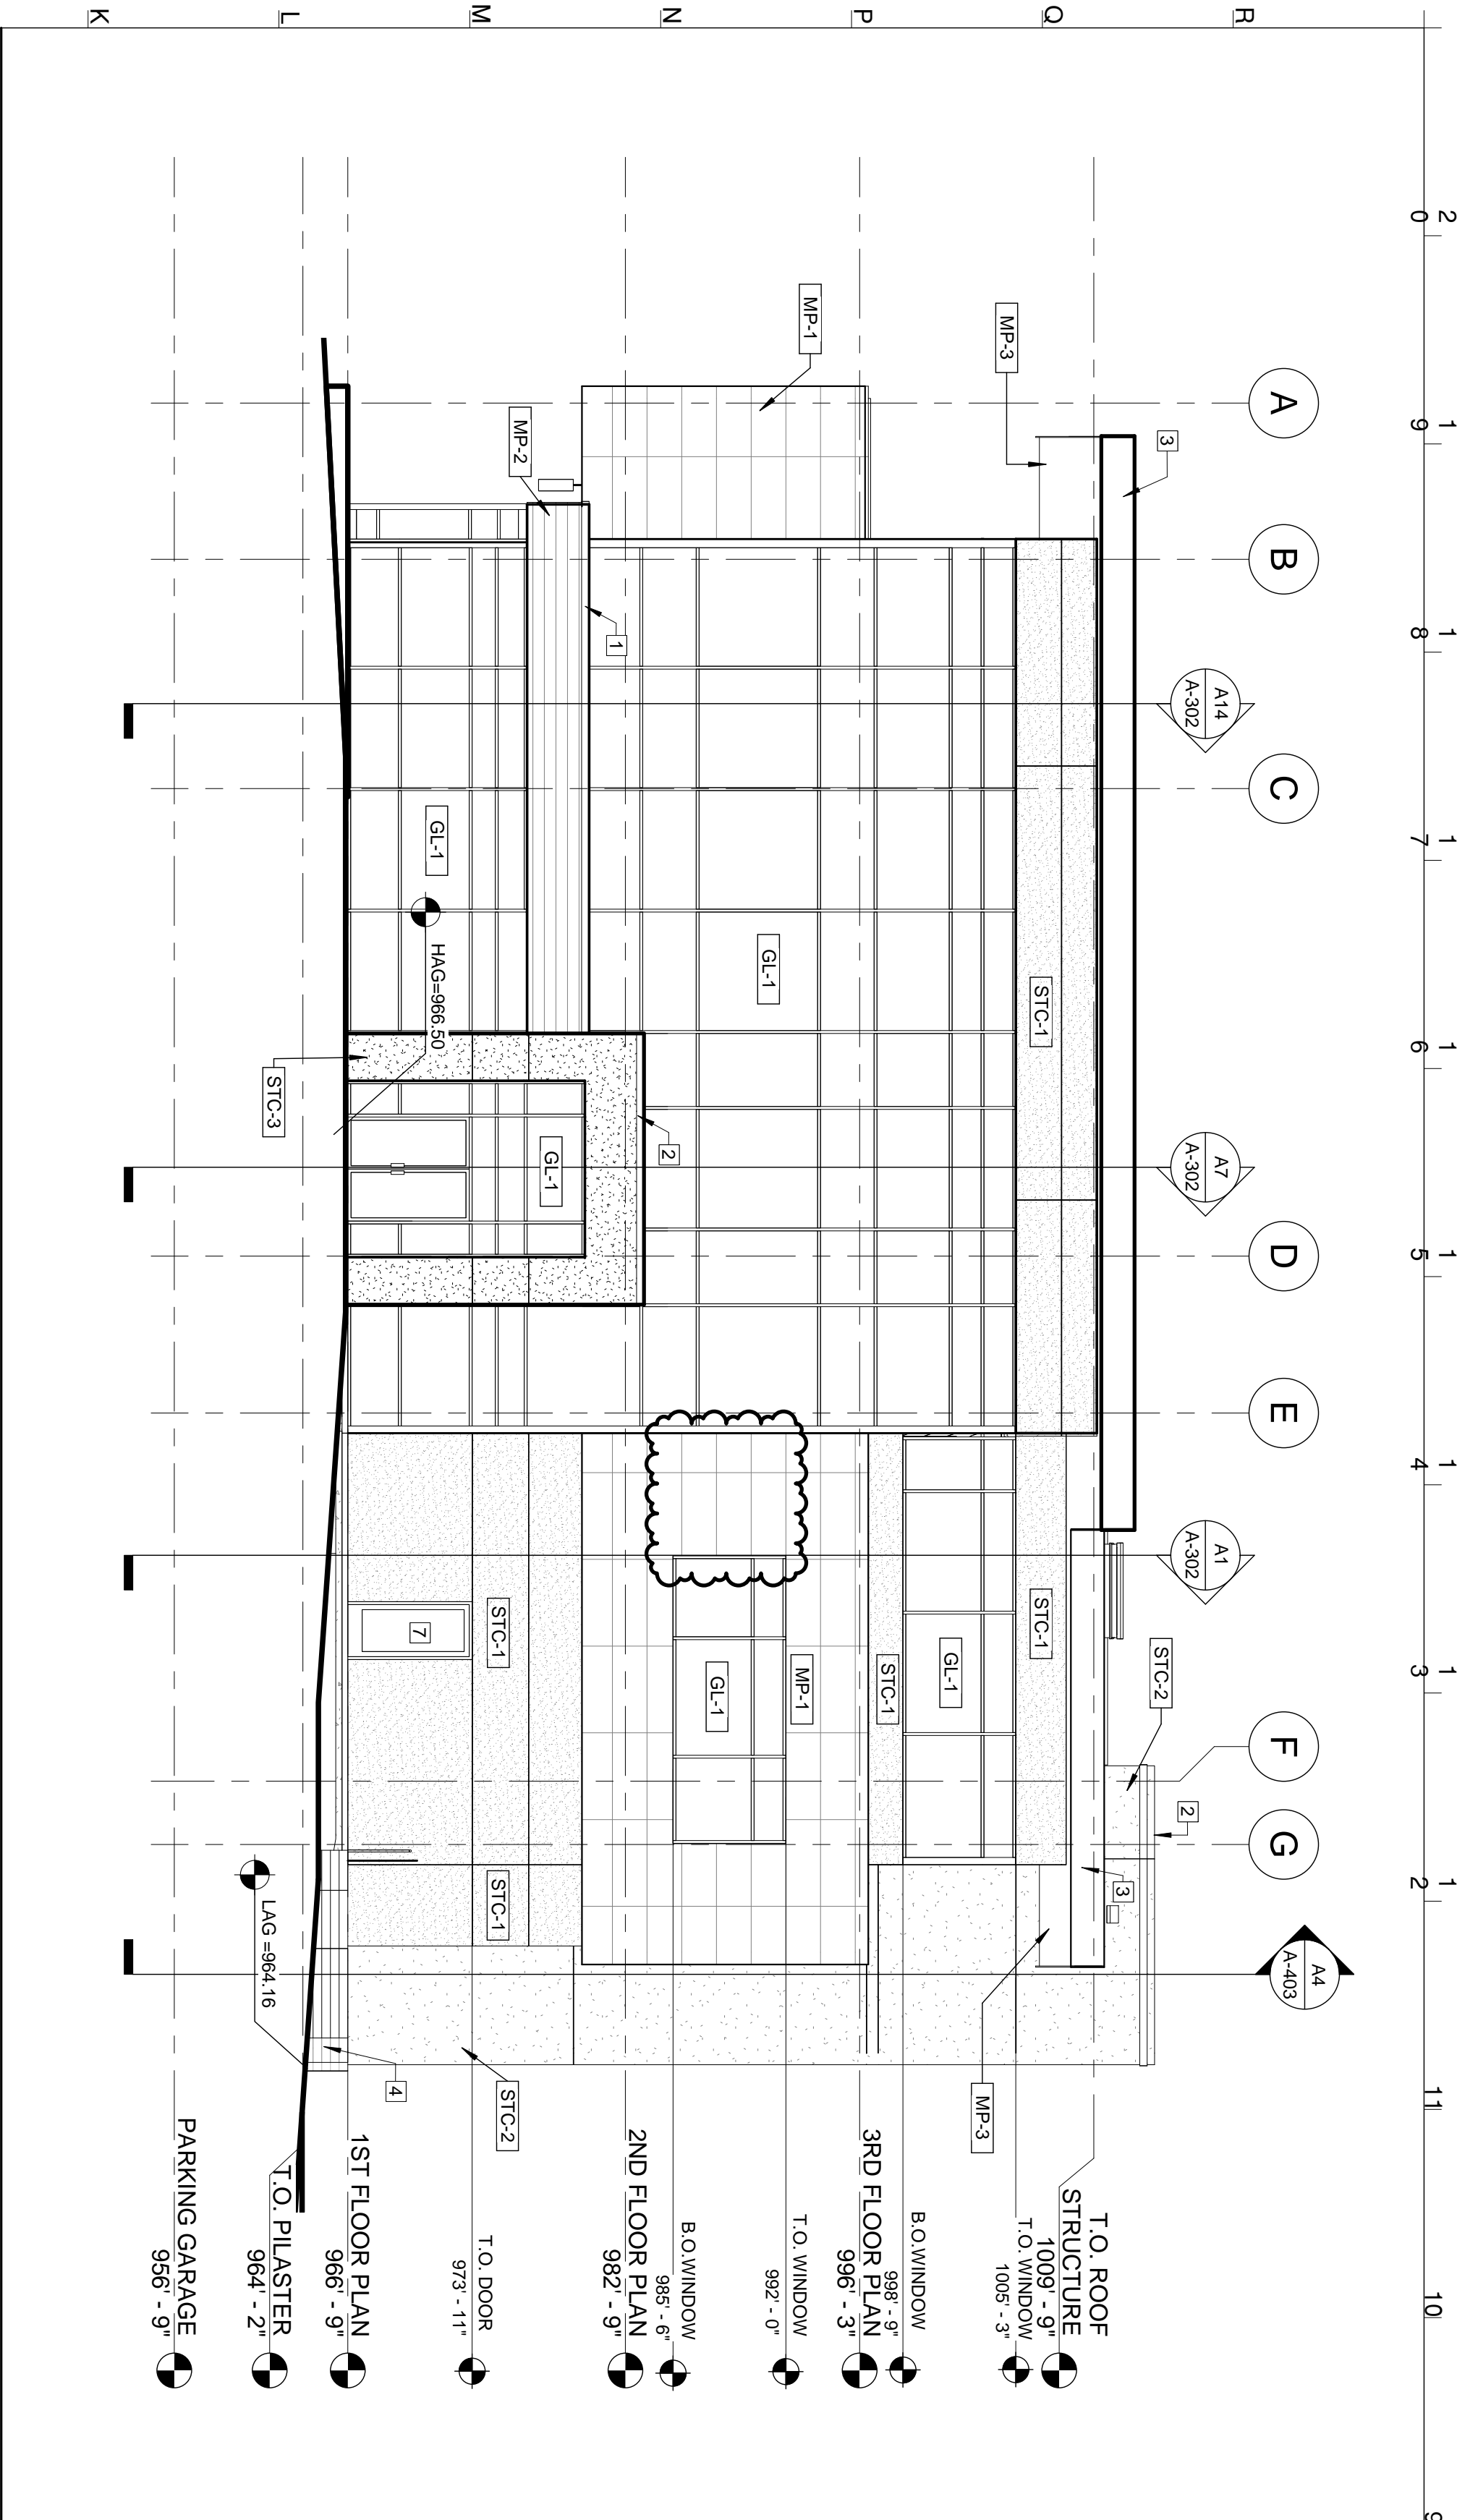 K
L
M
N
P
Q
R
20
19
18
17
16
15
14
13
12
11
10
9
A
B
C
D
E
F
G
A14
A-302
A7
A-302
A1
A-302
A4
A-403
3
MP-3
MP-1
MP-2
1
STC-1
GL-1
GL-1
HAG=966.50
STC-3
2
GL-1
STC-1
STC-2
2
3
GL-1
STC-1
MP-1
GL-1
STC-1
7
STC-1
LAG =964.16
4
STC-2
MP-3
T.O. ROOF
STRUCTURE
1009' - 9"
T.O. WINDOW
1005' - 3"
B.O.WINDOW
998' - 9"
3RD FLOOR PLAN
996' - 3"
T.O. WINDOW
992' - 0"
B.O.WINDOW
985' - 6"
2ND FLOOR PLAN
982' - 9"
T.O. DOOR
973' - 11"
1ST FLOOR PLAN
966' - 9"
T.O. PILASTER
964' - 2"
PARKING GARAGE
956' - 9"